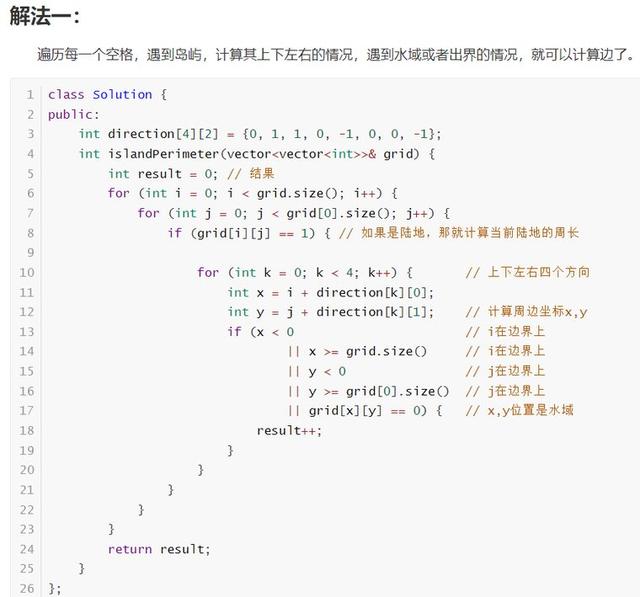 解法一：
遍历每一个空格，遇到岛屿，计算其上下左右的情况，遇到水域或者出界的情况，就可以计算边了。
1 class Solution {
2 public:
3     int direction[4][2] = {0, 1, 1, 0, -1, 0, 0, -1};
4     int islandPerimeter(vector<vector<int>>& grid) {
5         int result = 0; // 结果
6         for (int i = 0; i < grid.size(); i++) {
7             for (int j = 0; j < grid[0].size(); j++) {
8                 if (grid[i][j] == 1) { // 如果是陆地，那就计算当前陆地的周长
9
10                     for (int k = 0; k < 4; k++) {       // 上下左右四个方向
11                         int x = i + direction[k][0];
12                         int y = j + direction[k][1];    // 计算周边坐标x,y
13                         if (x < 0                       // i在边界上
14                                 || x >= grid.size()     // i在边界上
15                                 || y < 0                // j在边界上
16                                 || y >= grid[0].size()  // j在边界上
17                                 || grid[x][y] == 0) {   // x,y位置是水域
18                             result++;
19                         }
20                     }
21                 }
22             }
23         }
24         return result;
25     }
26 };